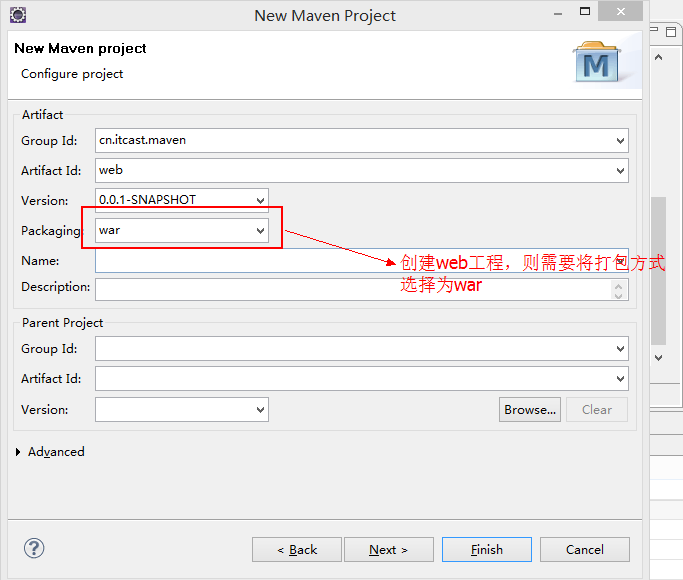 New Maven Project
New Maven project
Configure project
M
Artifact
Group Id: cn.itcast.maven
Artifact Id: web
Version: 0.0.1-SNAPSHOT
Packaging: war
Name:
创建web工程，则需要将打包方式
选择为war
Description:
Parent Project
Group Id:
Artifact Id:
Version: Browse... Clear
Advanced
? < Back Next > Finish Cancel